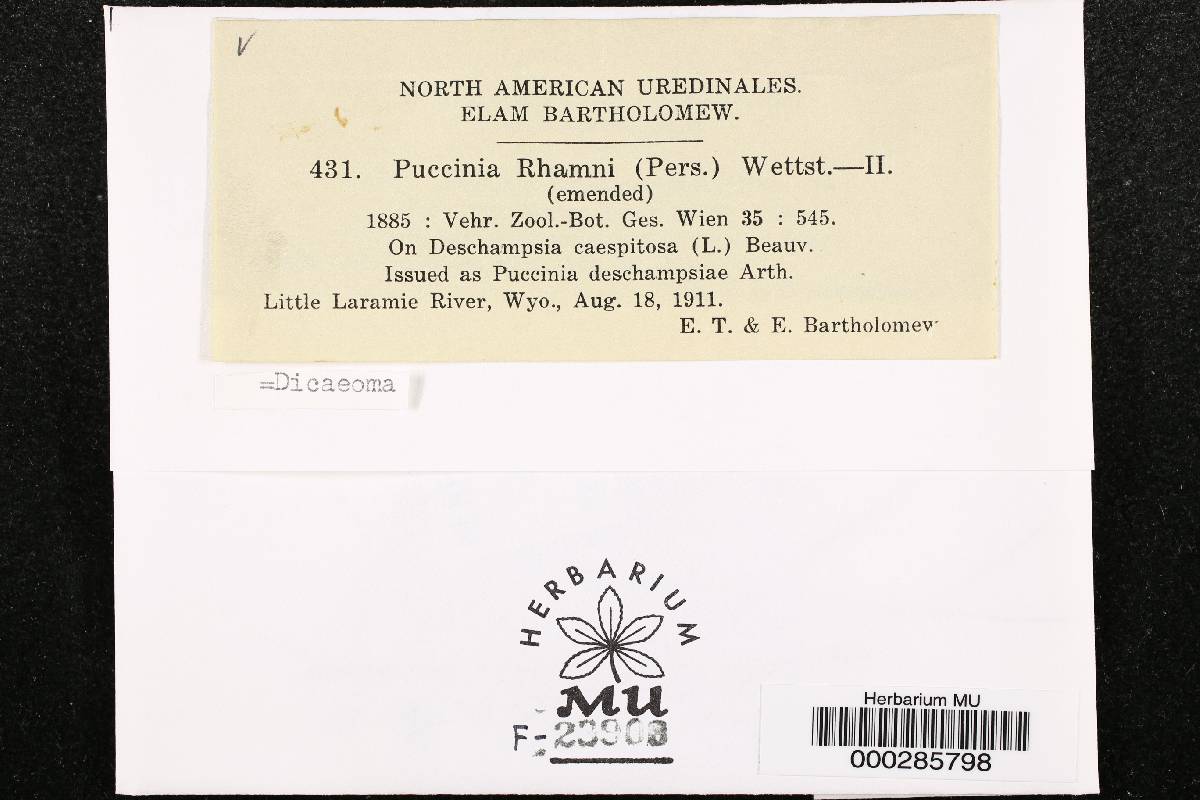 V
NORTH AMERICAN UREDINALES.
ELAM BARTHOLOMEW.
431. Puccinia Rhamni (Pers.) Wettst.—II.
(emended)
1885 : Vehr. Zool.-Bot. Ges. Wien 35 : 545.
On Deschampsia caespitosa (L.) Beauv.
Issued as Puccinia deschampsiae Arth.
Little Laramie River, Wyo., Aug. 18, 1911.
E. T. & E. Bartholomew
=Dicaeoma
HERBARIUM
MU
F-
Herbarium MU
000285798